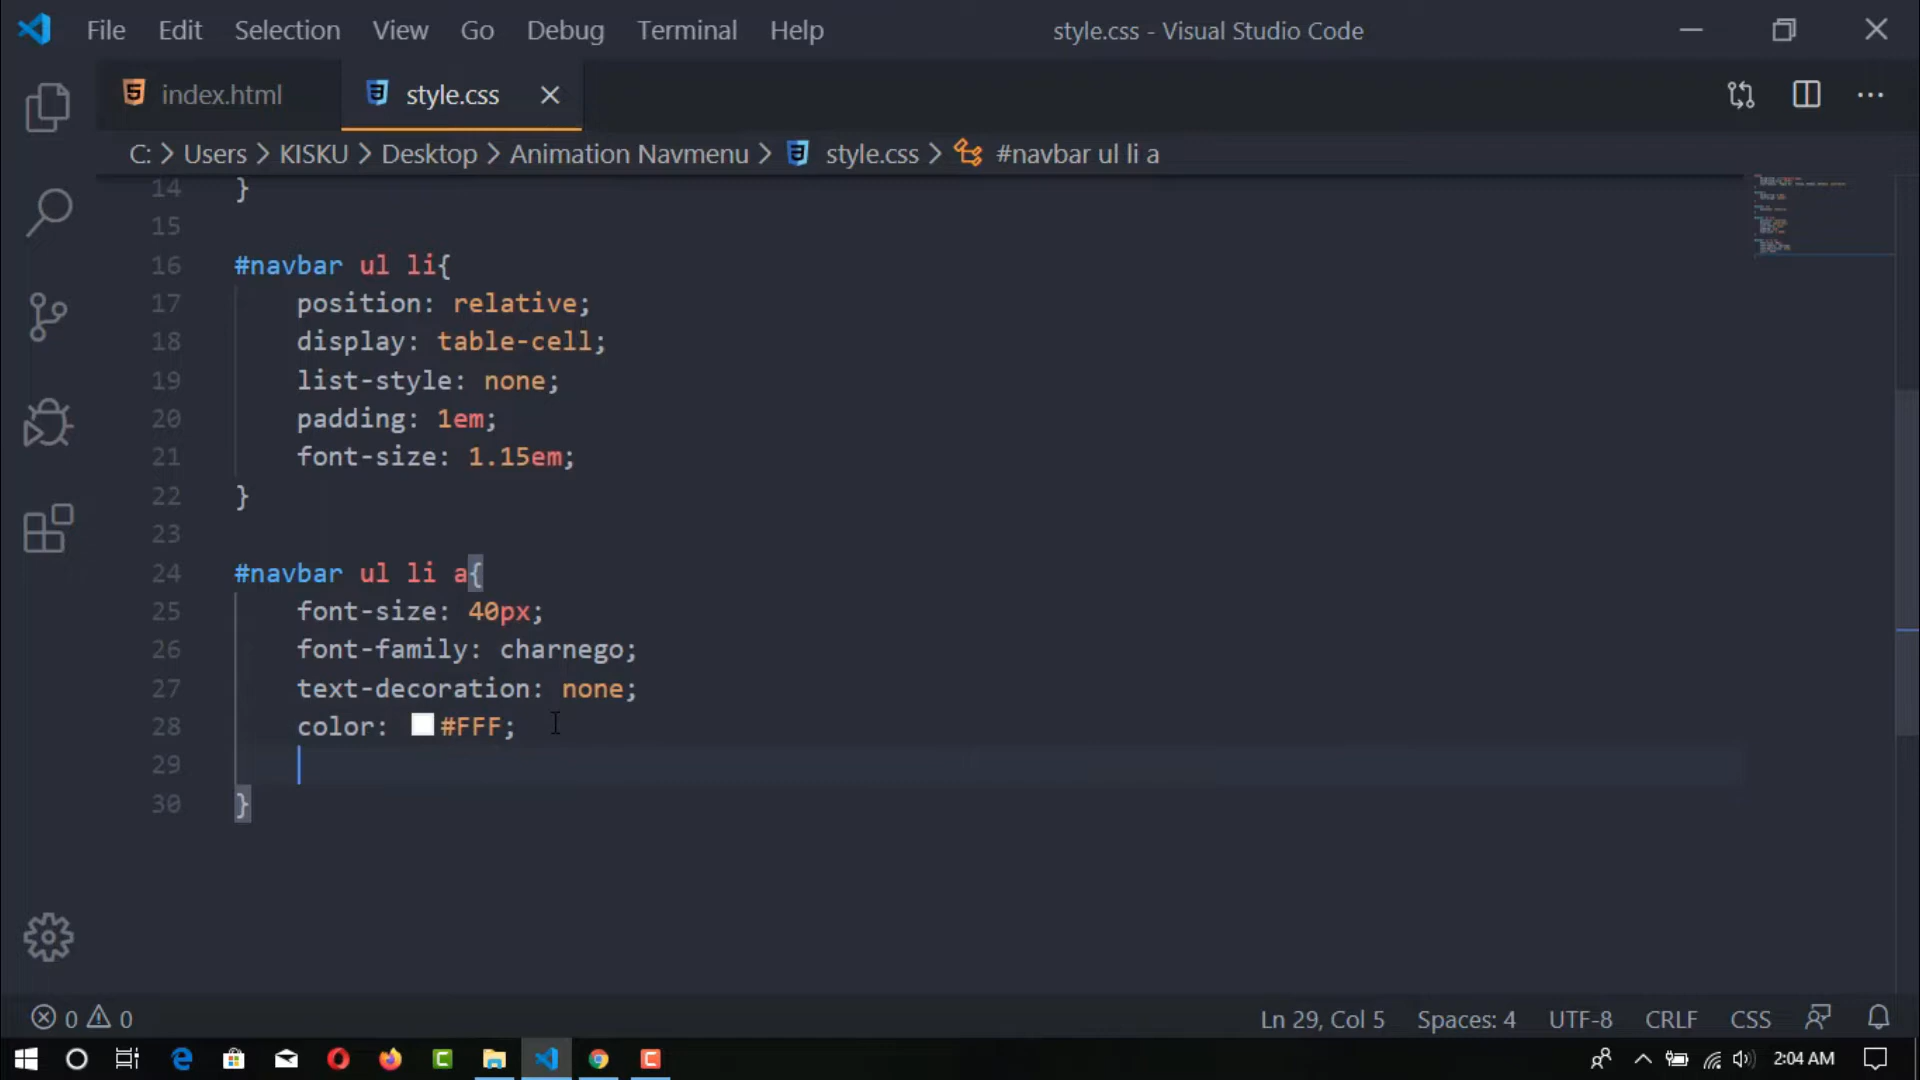 File Edit Selection View Go Debug Terminal Help style.css - Visual Studio Code
index.html style.css
C: > Users > KISKU > Desktop > Animation Navmenu > style.css > #navbar ul li a
14 }
15
16 #navbar ul li{
17 position: relative;
18 display: table-cell;
19 list-style: none;
20 padding: 1em;
21 font-size: 1.15em;
22 }
23
24 #navbar ul li a{
25 font-size: 40px;
26 font-family: charnego;
27 text-decoration: none;
28 color: #FFF;
29
30 }
0 0 Ln 29, Col 5 Spaces: 4 UTF-8 CRLF CSS
2:04 AM